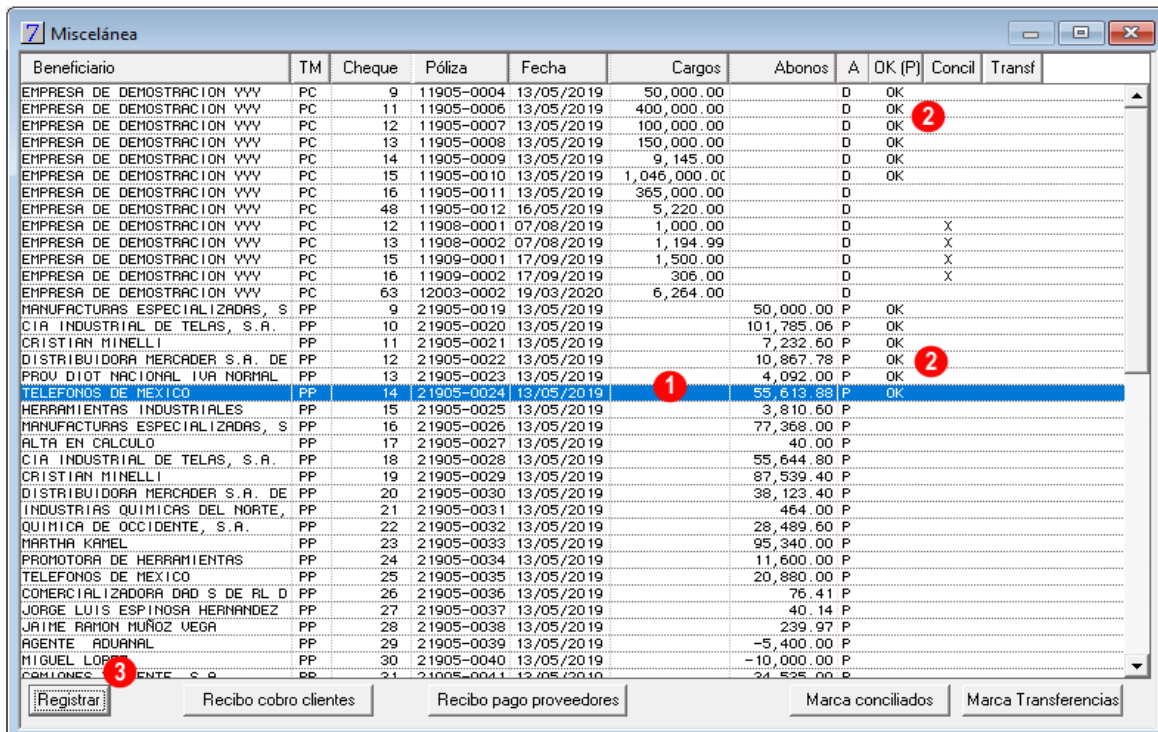 7 Miscelánea
Beneficiario TM Cheque Póliza Fecha Cargos Abonos A OK (P) Concil Transf
EMPRESA DE DEMOSTRACION YYY PC 9 11905-0004 13/05/2019 50,000.00 D OK
EMPRESA DE DEMOSTRACION YYY PC 11 11905-0006 13/05/2019 400,000.00 D OK 2
EMPRESA DE DEMOSTRACION YYY PC 12 11905-0007 13/05/2019 100,000.00 D OK
EMPRESA DE DEMOSTRACION YYY PC 13 11905-0008 13/05/2019 150,000.00 D OK
EMPRESA DE DEMOSTRACION YYY PC 14 11905-0009 13/05/2019 9,145.00 D OK
EMPRESA DE DEMOSTRACION YYY PC 15 11905-0010 13/05/2019 1,046,000.00 D OK
EMPRESA DE DEMOSTRACION YYY PC 16 11905-0011 13/05/2019 365,000.00 D
EMPRESA DE DEMOSTRACION YYY PC 48 11905-0012 16/05/2019 5,220.00 D
EMPRESA DE DEMOSTRACION YYY PC 12 11908-0001 07/08/2019 1,000.00 D X
EMPRESA DE DEMOSTRACION YYY PC 13 11908-0002 07/08/2019 1,194.99 D X
EMPRESA DE DEMOSTRACION YYY PC 15 11909-0001 17/09/2019 1,500.00 D X
EMPRESA DE DEMOSTRACION YYY PC 16 11909-0002 17/09/2019 306.00 D X
EMPRESA DE DEMOSTRACION YYY PC 63 12003-0002 19/03/2020 6,264.00 D
MANUFACTURAS ESPECIALIZADAS, S PP 9 21905-0019 13/05/2019 50,000.00 P OK
CIA INDUSTRIAL DE TELAS, S.A. PP 10 21905-0020 13/05/2019 101,785.06 P OK
CRISTIAN MINELLI PP 11 21905-0021 13/05/2019 7,232.60 P OK
DISTRIBUIDORA MERCADER S.A. DE PP 12 21905-0022 13/05/2019 10,867.78 P OK 2
PROV DIOT NACIONAL IVA NORMAL PP 13 21905-0023 13/05/2019 4,092.00 P OK
TELEFONOS DE MEXICO PP 14 21905-0024 13/05/2019 1 55,613.88 P OK
HERRAMIENTAS INDUSTRIALES PP 15 21905-0025 13/05/2019 3,810.60 P
MANUFACTURAS ESPECIALIZADAS, S PP 16 21905-0026 13/05/2019 77,368.00 P
ALTA EN CALCULO PP 17 21905-0027 13/05/2019 40.00 P
CIA INDUSTRIAL DE TELAS, S.A. PP 18 21905-0028 13/05/2019 55,644.80 P
CRISTIAN MINELLI PP 19 21905-0029 13/05/2019 87,539.40 P
DISTRIBUIDORA MERCADER S.A. DE PP 20 21905-0030 13/05/2019 38,123.40 P
INDUSTRIAS QUIMICAS DEL NORTE, PP 21 21905-0031 13/05/2019 464.00 P
QUIMICA DE OCCIDENTE, S.A. PP 22 21905-0032 13/05/2019 28,489.60 P
MARTHA KAMEL PP 23 21905-0033 13/05/2019 95,340.00 P
PROMOTORA DE HERRAMIENTAS PP 24 21905-0034 13/05/2019 11,600.00 P
TELEFONOS DE MEXICO PP 25 21905-0035 13/05/2019 20,880.00 P
COMERCIALIZADORA DAD S DE RL D PP 26 21905-0036 13/05/2019 76.41 P
JORGE LUIS ESPINOSA HERNANDEZ PP 27 21905-0037 13/05/2019 40.14 P
JAIME RAMON MUÑOZ VEGA PP 28 21905-0038 13/05/2019 239.97 P
AGENTE ADUANAL PP 29 21905-0039 13/05/2019 -5,400.00 P
MIGUEL PP 30 21905-0040 13/05/2019 -10,000.00 P
CAMIONES 3 S.A. PP 31 21905-0041 13/05/2019 34,535.00 P
Registrar Recibo cobro clientes Recibo pago proveedores Marca conciliados Marca Transferencias